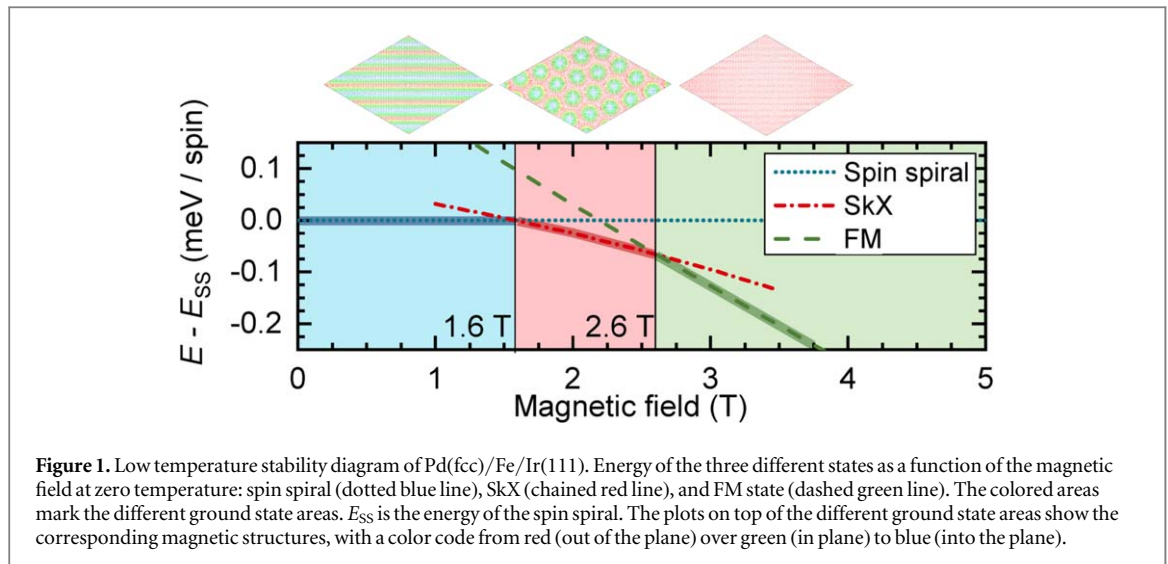 E - E_SS (meV / spin)
0.1
0.0
-0.1
-0.2
Spin spiral
SkX
FM
1.6 T
2.6 T
0 1 2 3 4 5
Magnetic field (T)
Figure 1. Low temperature stability diagram of Pd(fcc)/Fe/Ir(111). Energy of the three different states as a function of the magnetic
field at zero temperature: spin spiral (dotted blue line), SkX (chained red line), and FM state (dashed green line). The colored areas
mark the different ground state areas. E_SS is the energy of the spin spiral. The plots on top of the different ground state areas show the
corresponding magnetic structures, with a color code from red (out of the plane) over green (in plane) to blue (into the plane).